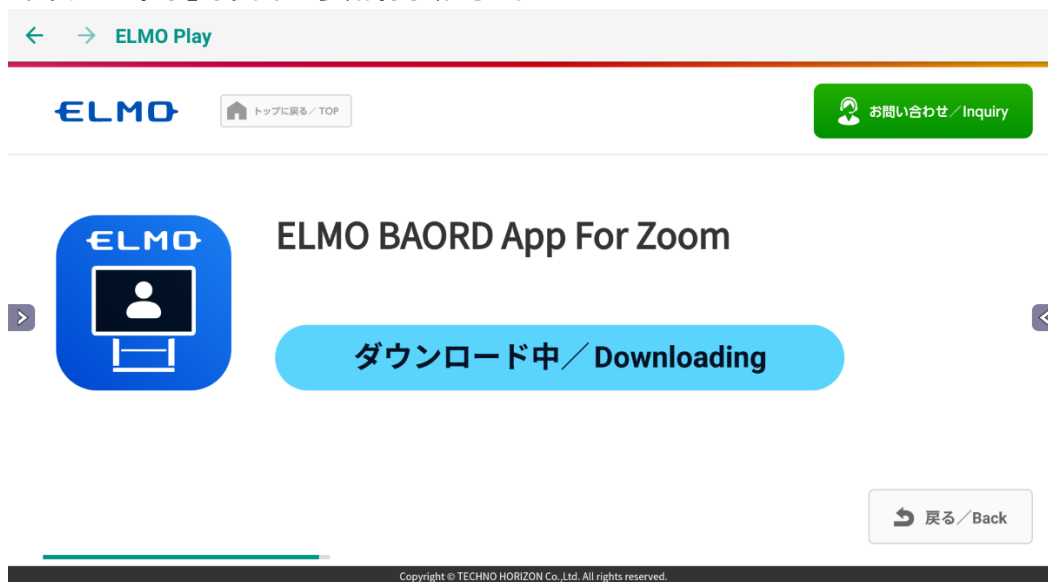 ELMO Play
ELMO
トップに戻る／TOP
お問い合わせ／Inquiry
ELMO
ELMO BAORD App For Zoom
ダウンロード中／Downloading
戻る／Back
Copyright © TECHNO HORIZON Co.,Ltd. All rights reserved.